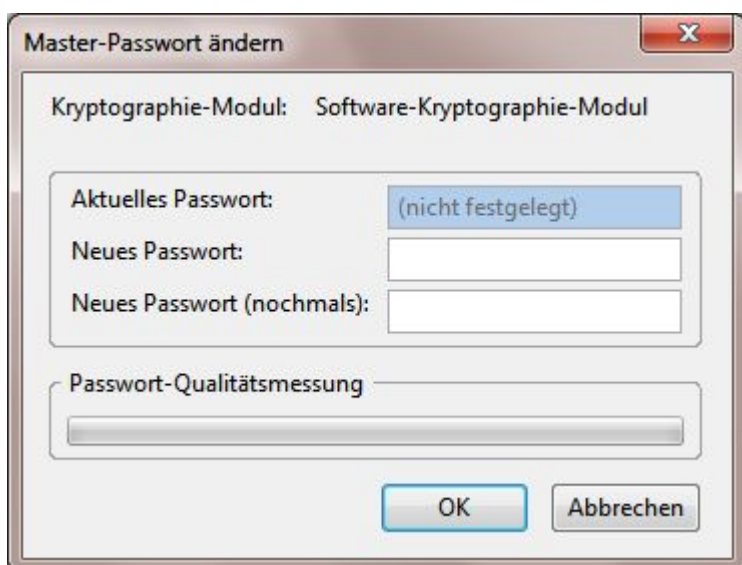 Master-Passwort ändern
Kryptographie-Modul: Software-Kryptographie-Modul
Aktuelles Passwort: (nicht festgelegt)
Neues Passwort:
Neues Passwort (nochmals):
Passwort-Qualitätsmessung
OK Abbrechen